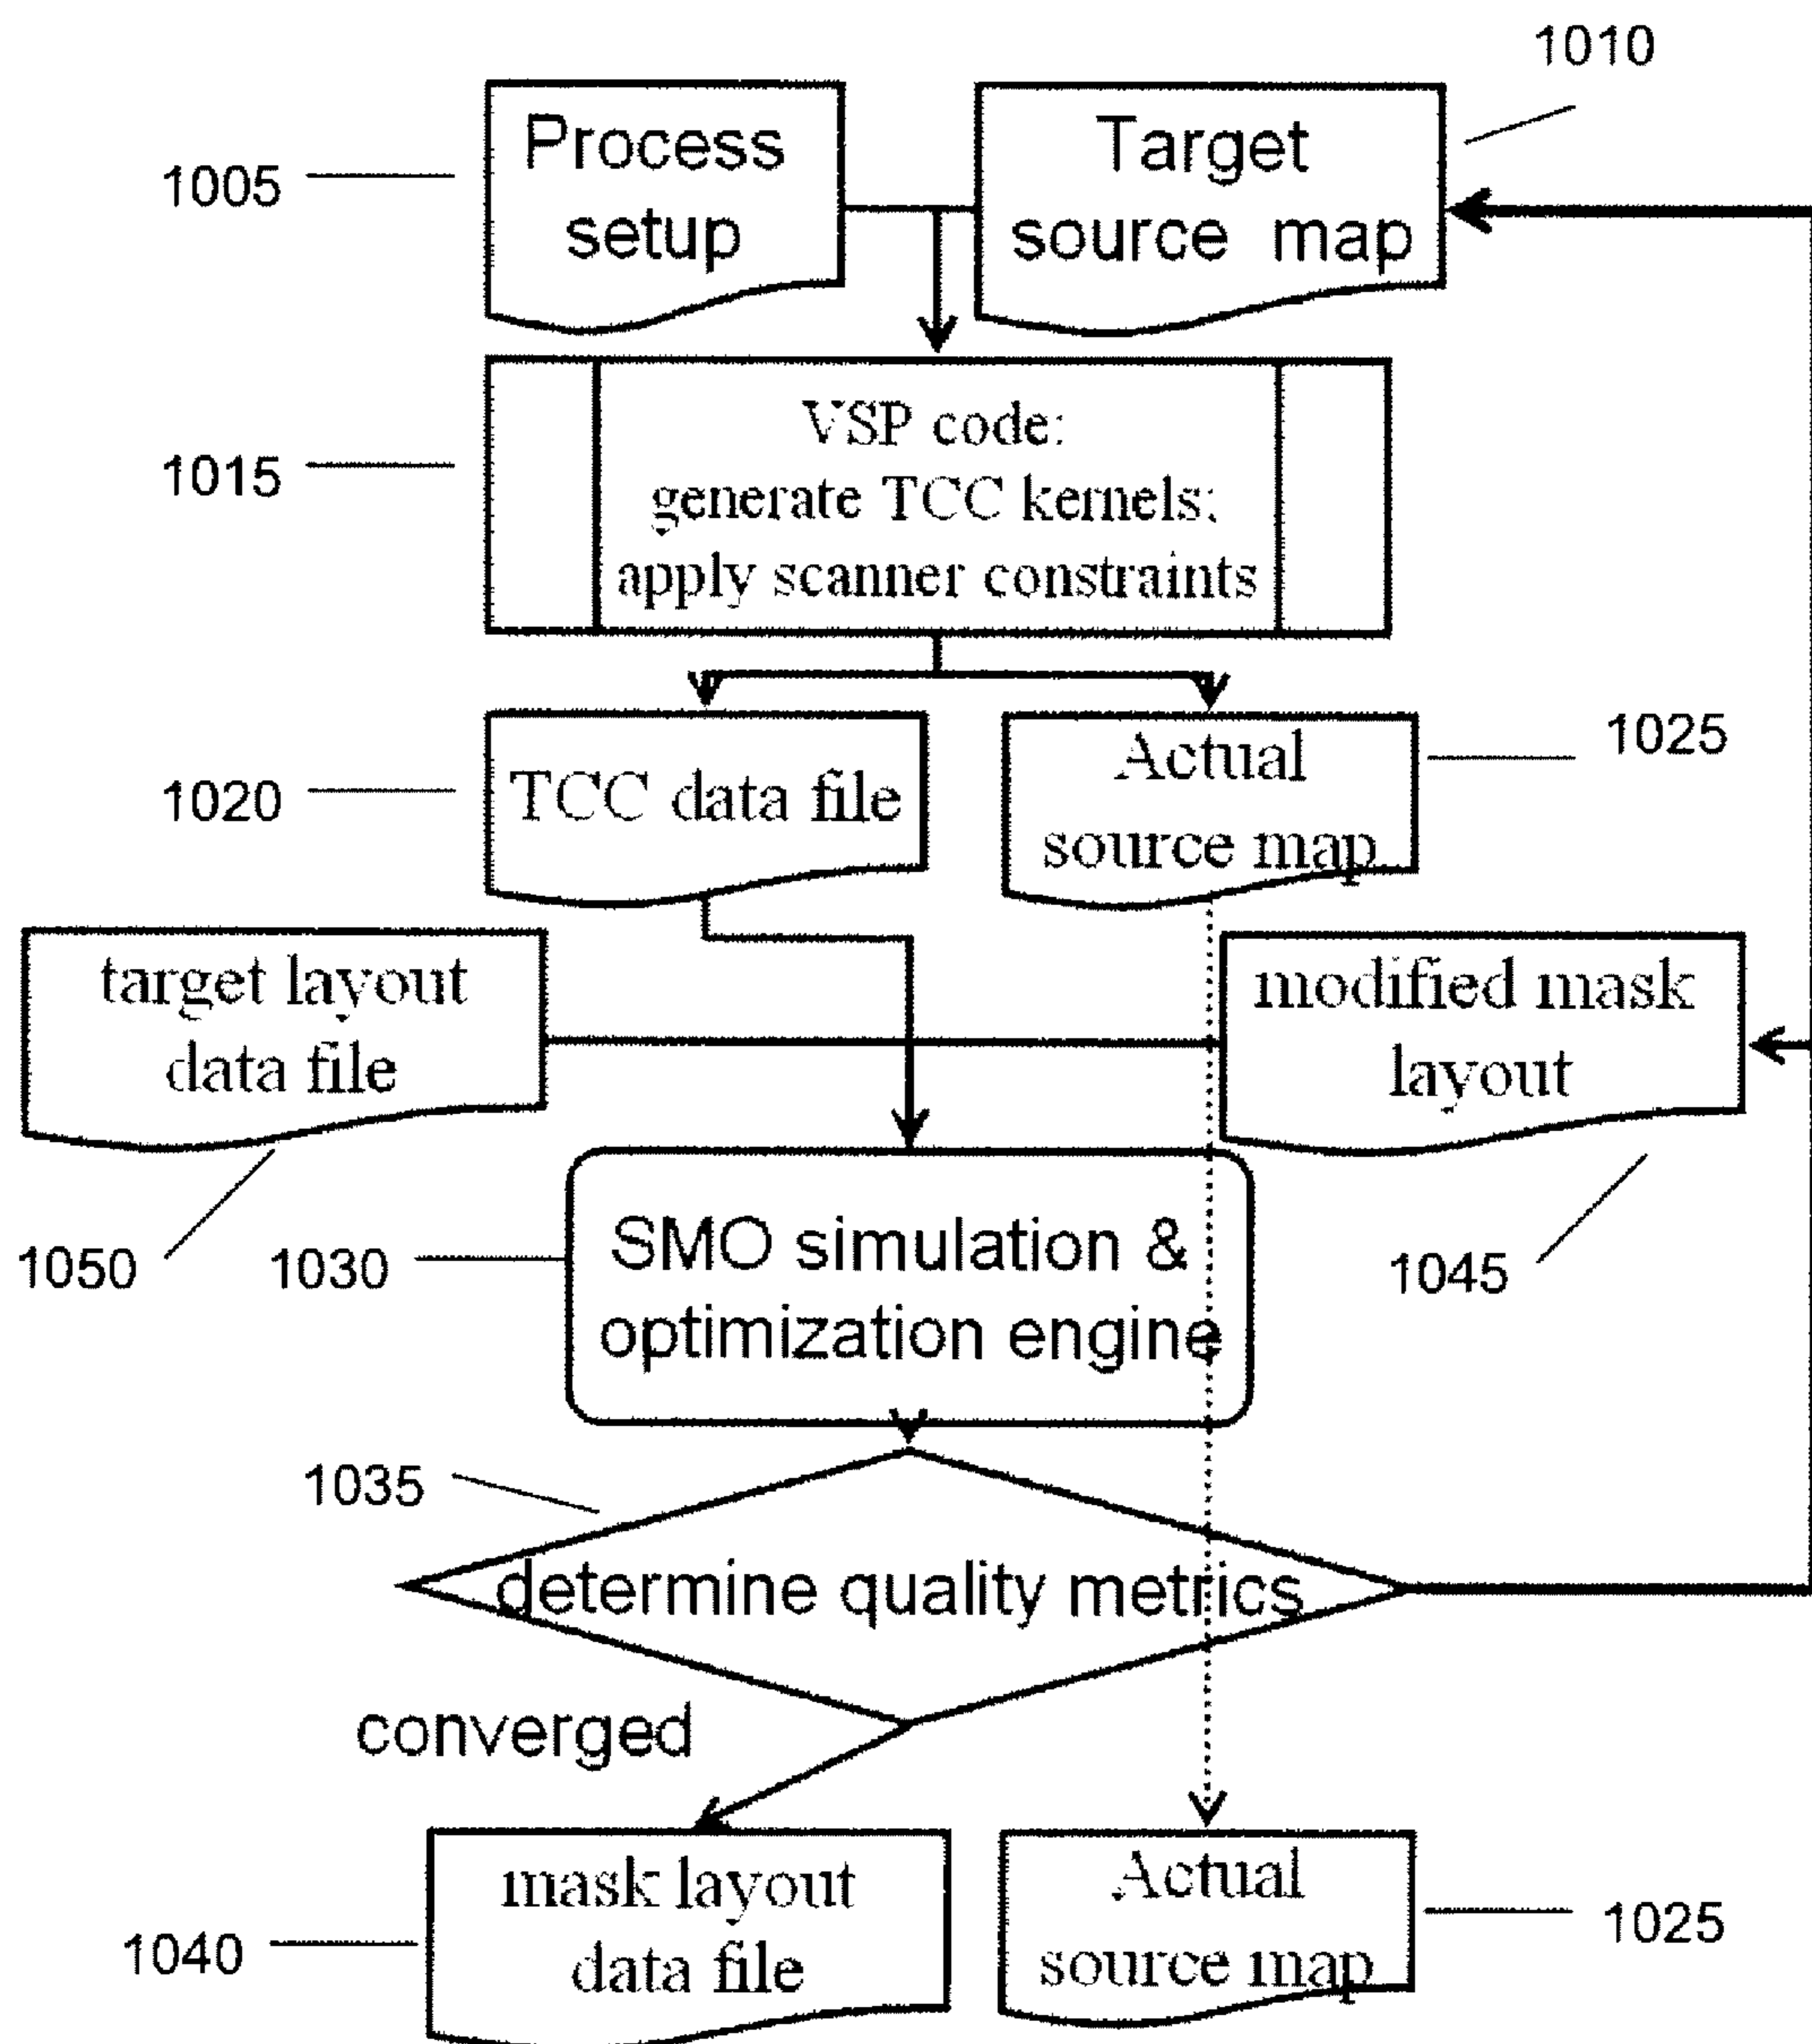 1010
Process
setup
Target
source map
1005
VSP code:
generate TCC kernels;
apply scanner constraints
1015
TCC data file
Actual
source map
1025
1020
target layout
data file
modified mask
layout
1050
1030
SMO simulation &
optimization engine
1045
1035
determine quality metrics
converged
mask layout
data file
Actual
source map
1025
1040